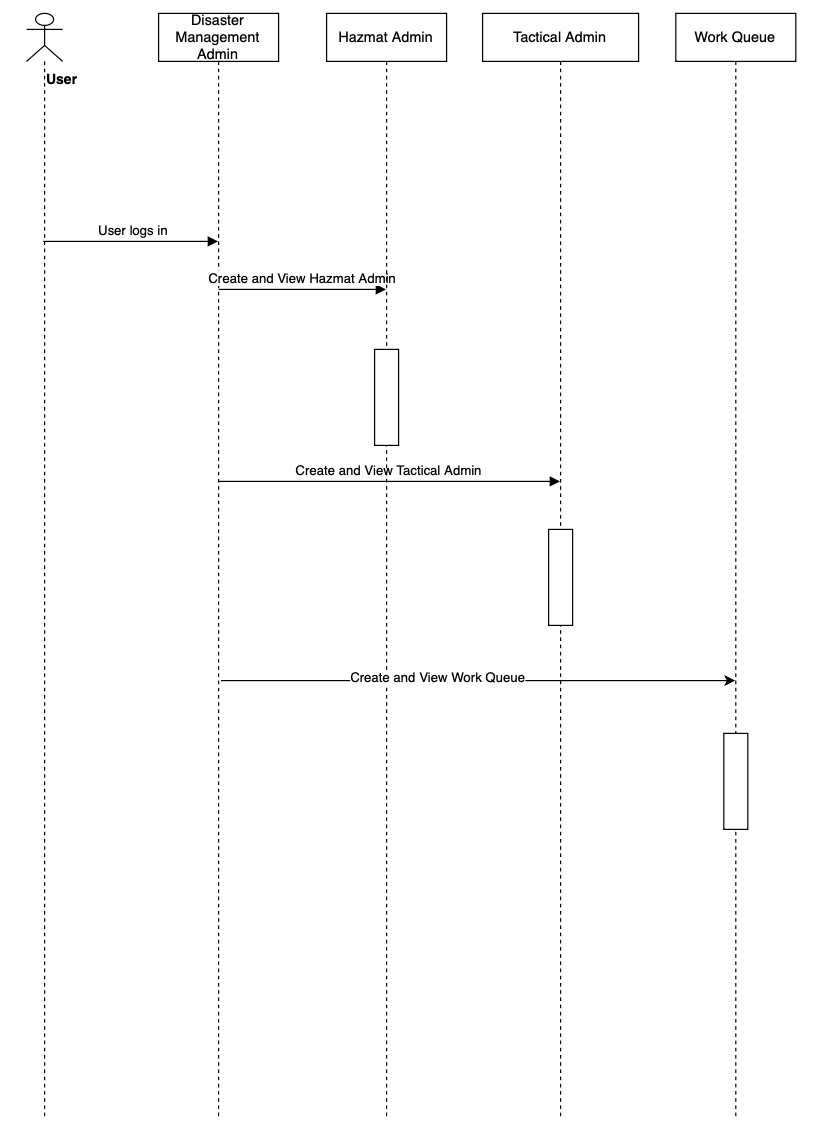 Disaster
Management
Admin
Hazmat Admin
Tactical Admin
Work Queue
User
User logs in
Create and View Hazmat Admin
Create and View Tactical Admin
Create and View Work Queue